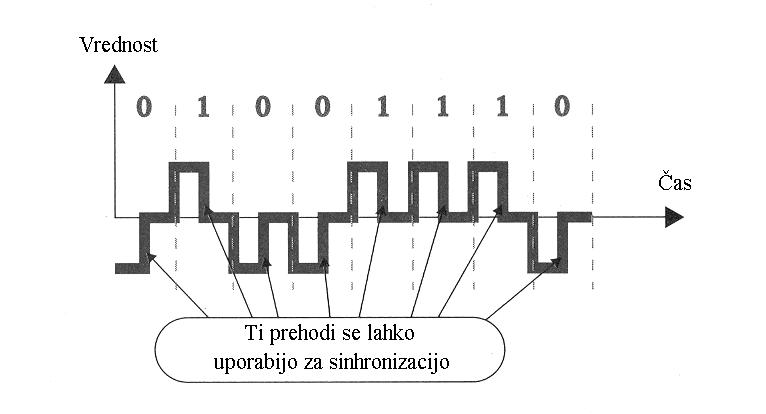 Vrednost
0 1 0 0 1 1 1 0
Čas
Ti prehodi se lahko
uporabijo za sinhronizacijo